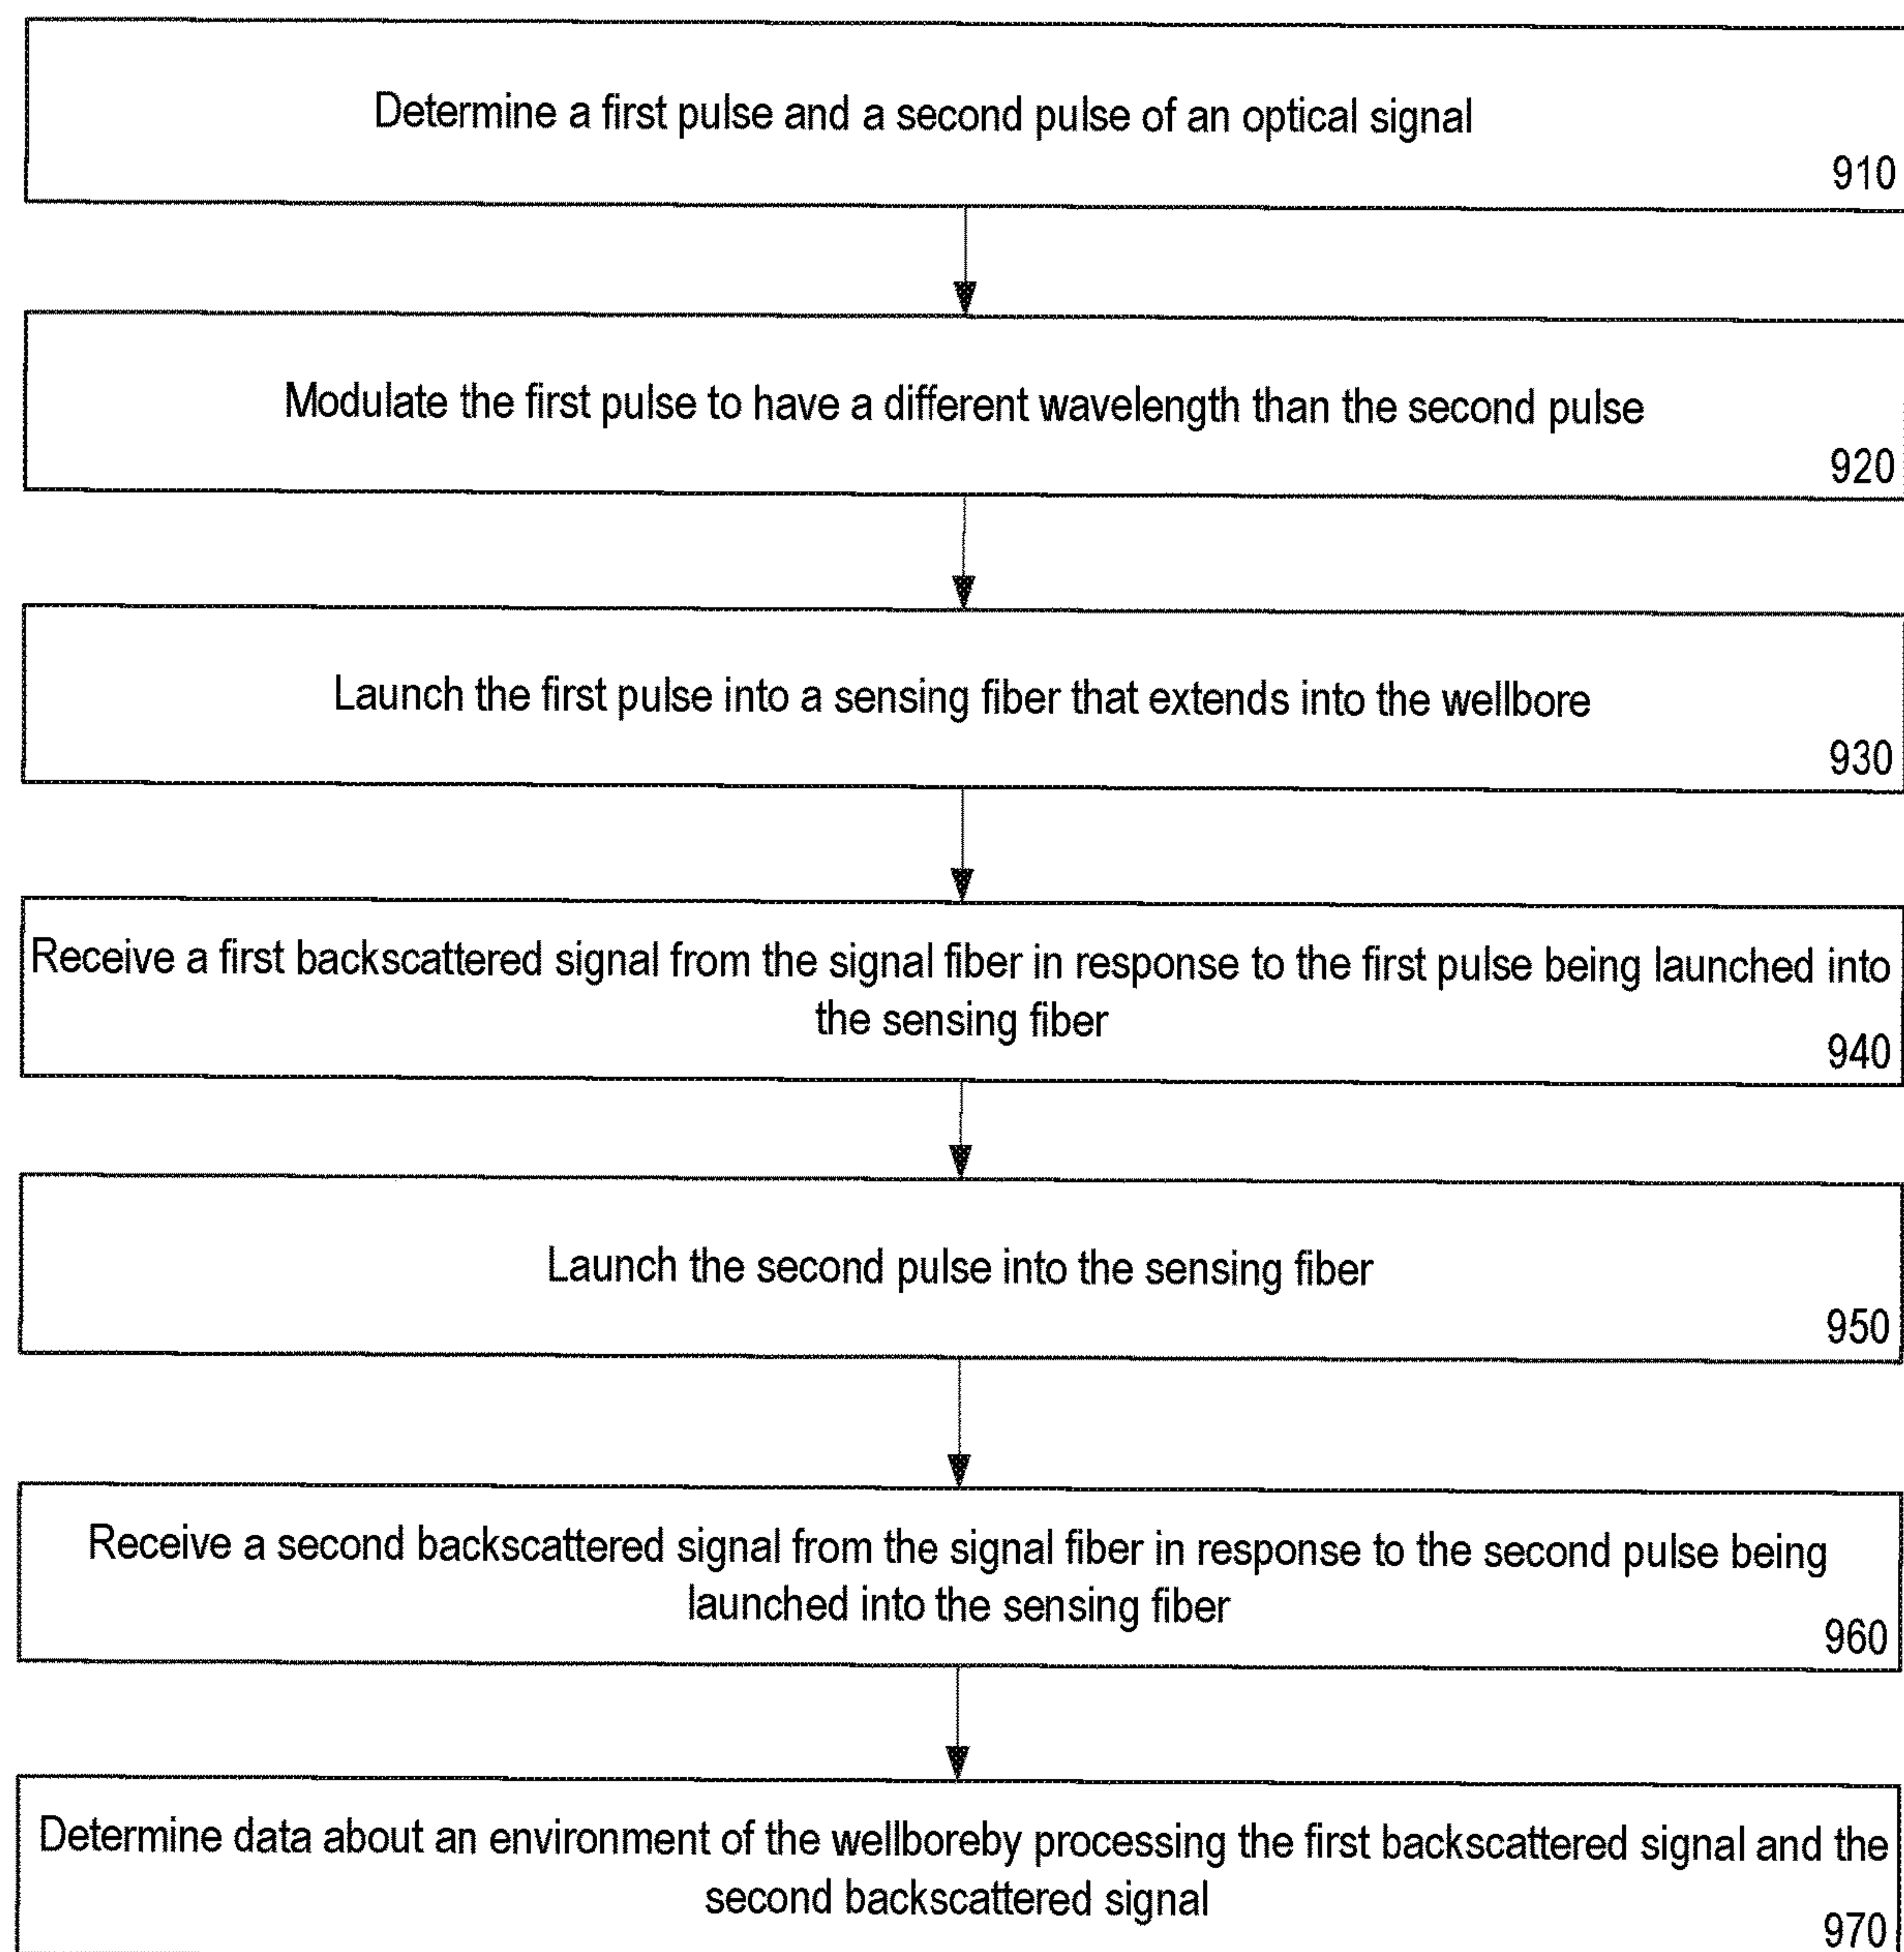 Determine a first pulse and a second pulse of an optical signal
910
Modulate the first pulse to have a different wavelength than the second pulse
920
Launch the first pulse into a sensing fiber that extends into the wellbore
930
Receive a first backscattered signal from the signal fiber in response to the first pulse being launched into
the sensing fiber
940
Launch the second pulse into the sensing fiber
950
Receive a second backscattered signal from the signal fiber in response to the second pulse being
launched into the sensing fiber
960
Determine data about an environment of the wellboreby processing the first backscattered signal and the
second backscattered signal
970